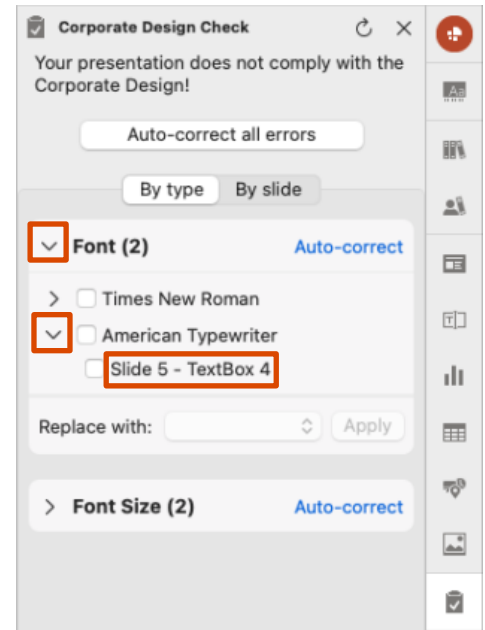 Corporate Design Check
Your presentation does not comply with the
Corporate Design!
Auto-correct all errors
By type By slide
Font (2) Auto-correct
Times New Roman
American Typewriter
Slide 5 - TextBox 4
Replace with: Apply
Font Size (2) Auto-correct
Aa
T